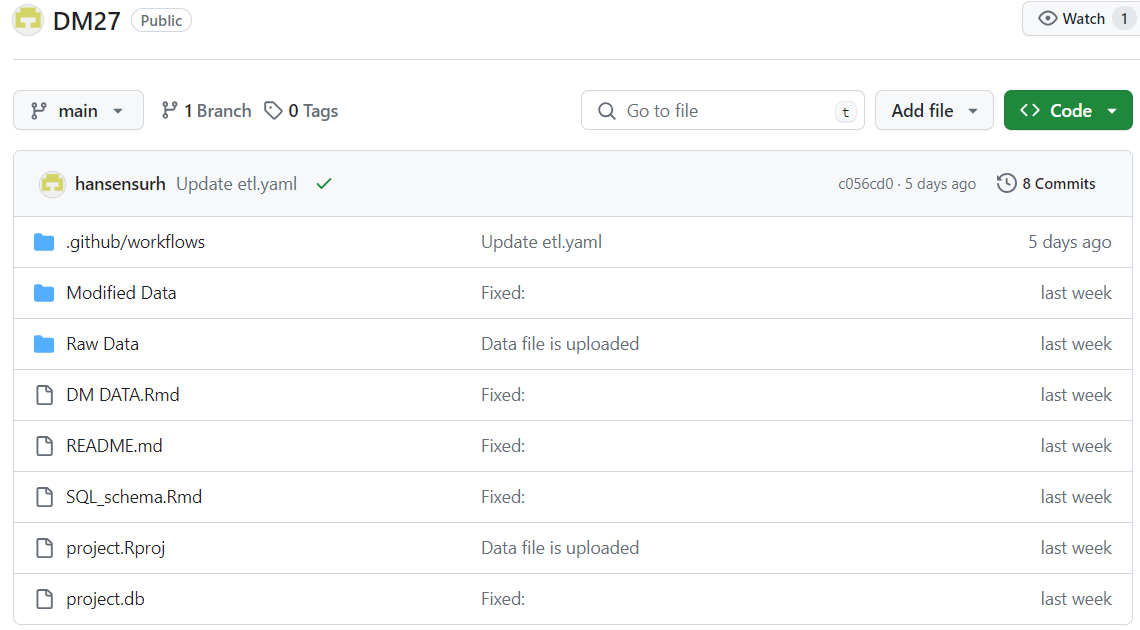 DM27 Public Watch 1
main 1 Branch 0 Tags Go to file t Add file Code
hansensurh Update etl.yaml c056cd0 · 5 days ago 8 Commits
.github/workflows Update etl.yaml 5 days ago
Modified Data Fixed: last week
Raw Data Data file is uploaded last week
DM DATA.Rmd Fixed: last week
README.md Fixed: last week
SQL_schema.Rmd Fixed: last week
project.Rproj Data file is uploaded last week
project.db Fixed: last week